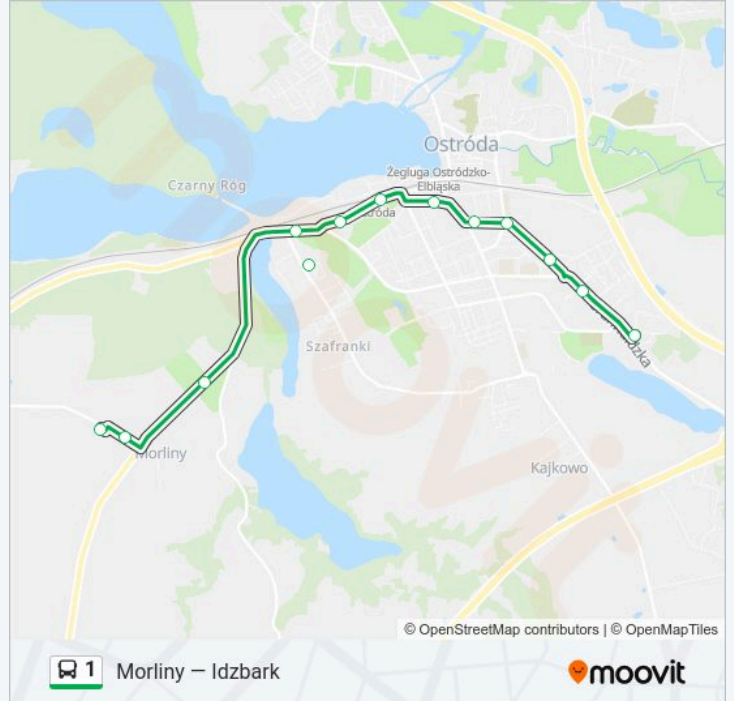 Ostróda
Żegluga Ostródzko-
Elbląska
Czarny Róg
Szafranki
Morliny
Kajkowo
© OpenStreetMap contributors | © OpenMapTiles
1 Morliny — Idzbark
moovit